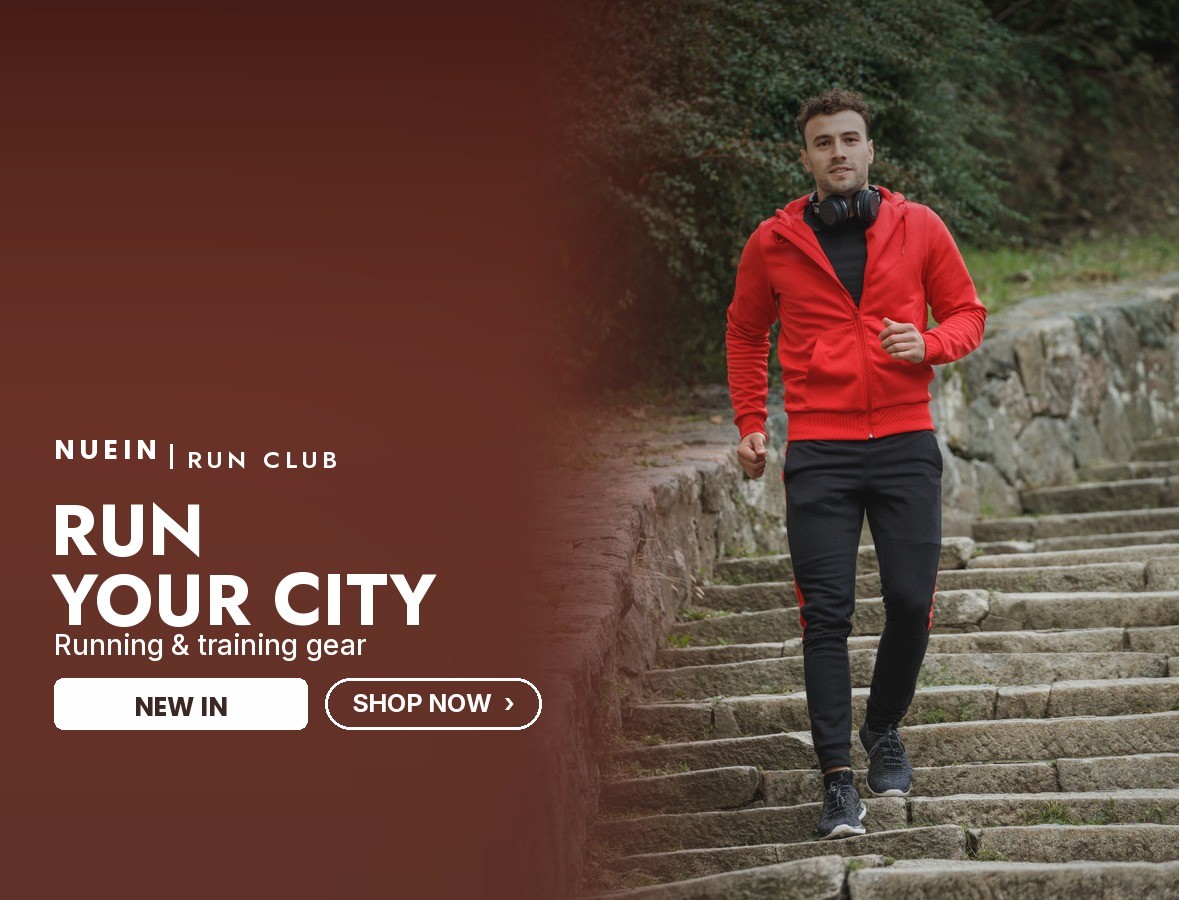 NUEIN | RUN CLUB
RUN
YOUR CITY
Running & training gear
NEW IN
SHOP NOW ›